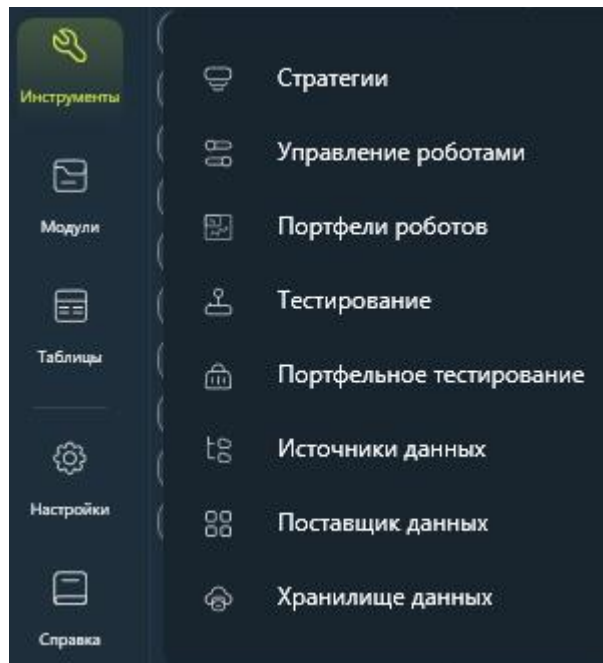 Инструменты
Модули
Таблицы
Настройки
Справка
Стратегии
Управление роботами
Портфели роботов
Тестирование
Портфельное тестирование
Источники данных
Поставщик данных
Хранилище данных